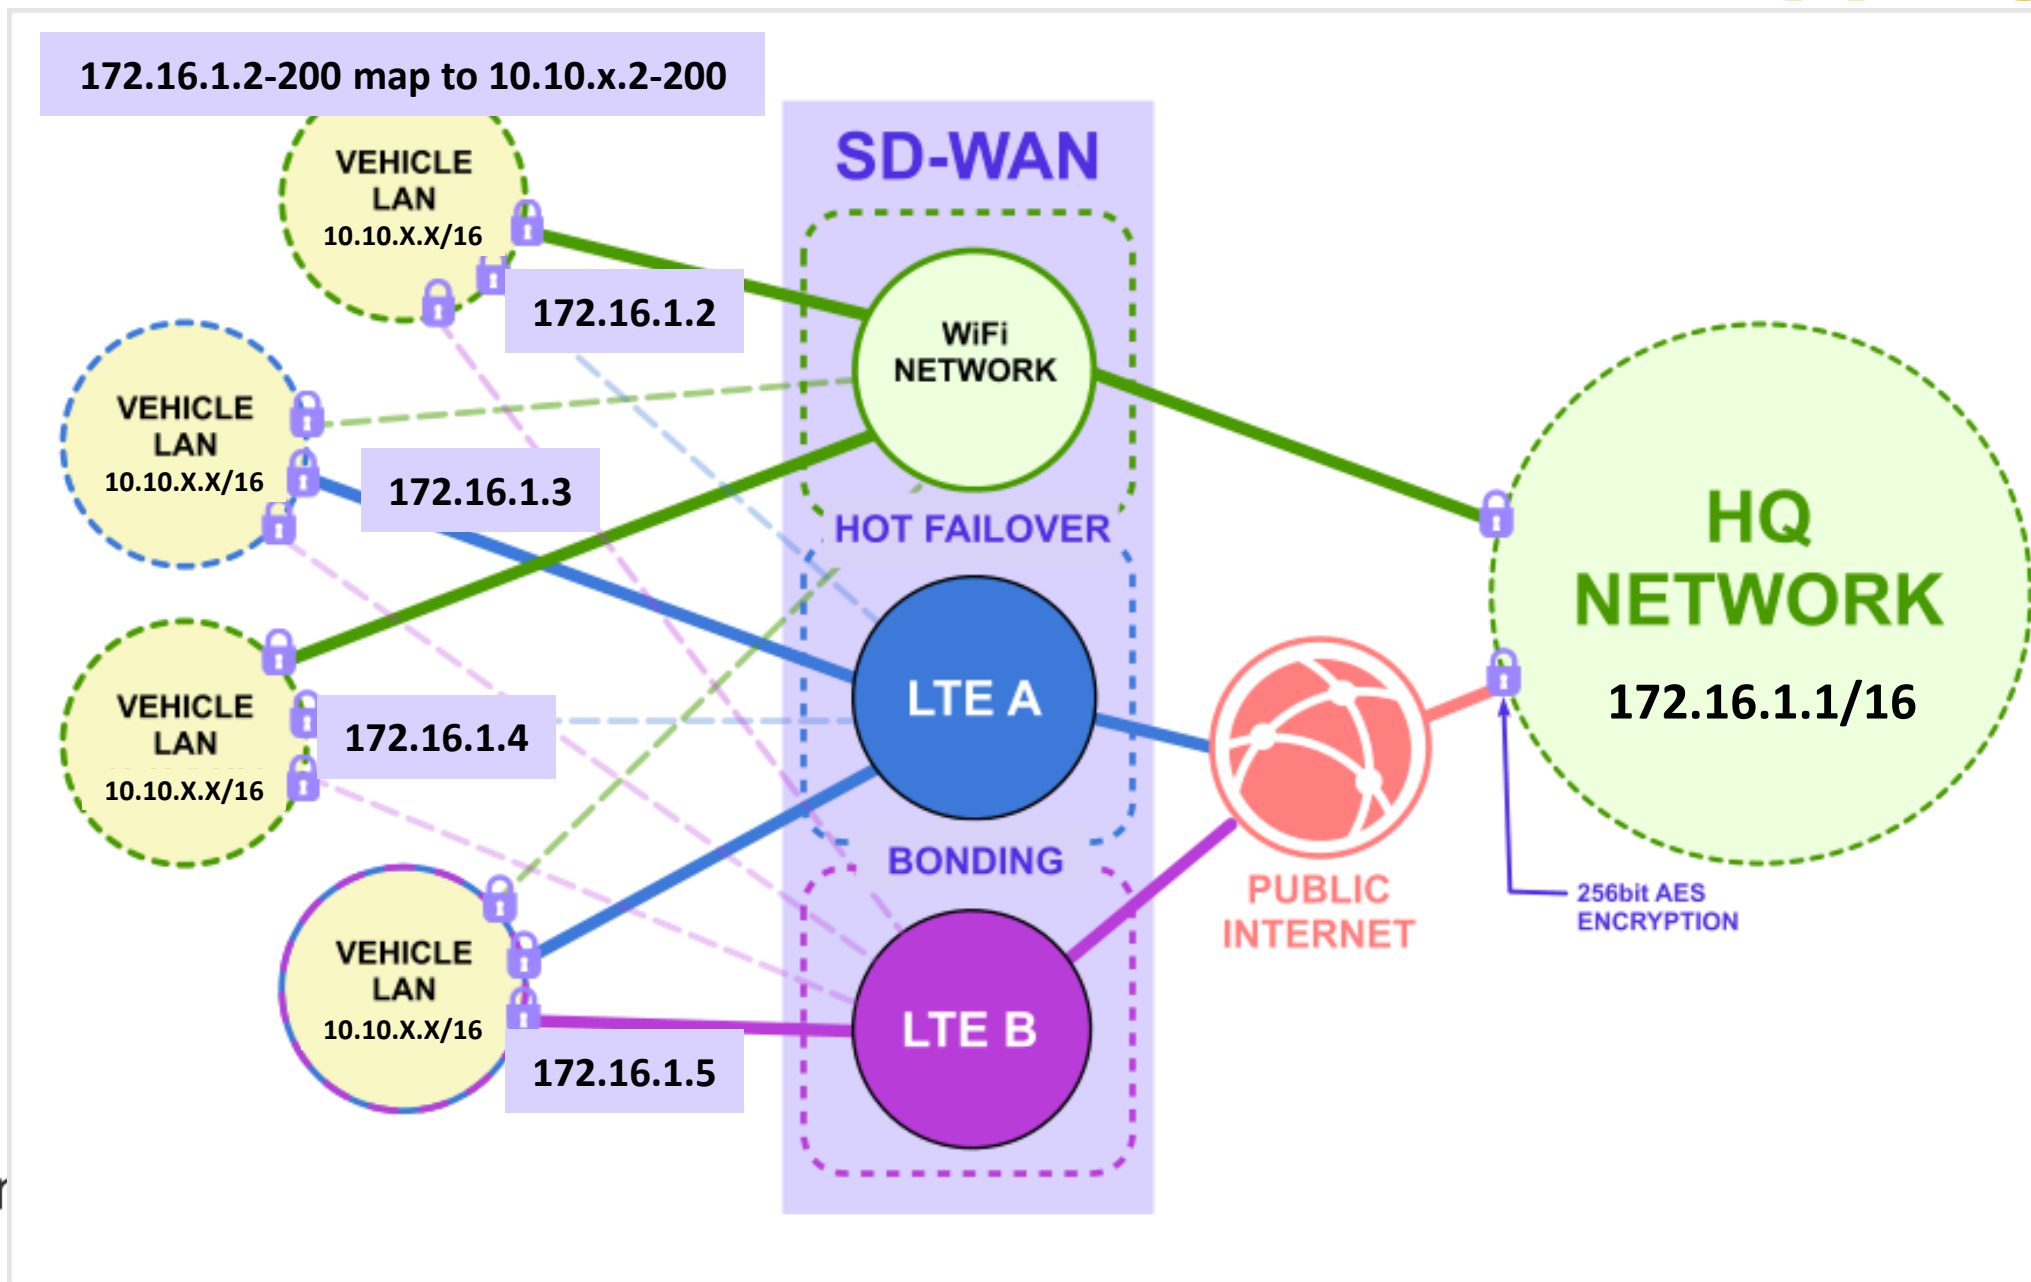 172.16.1.2-200 map to 10.10.x.2-200
VEHICLE
LAN
10.10.X.X/16
172.16.1.2
VEHICLE
LAN
10.10.X.X/16
172.16.1.3
VEHICLE
LAN
10.10.X.X/16
172.16.1.4
VEHICLE
LAN
10.10.X.X/16
172.16.1.5
SD-WAN
WiFi
NETWORK
HOT FAILOVER
LTE A
BONDING
LTE B
PUBLIC
INTERNET
HQ
NETWORK
172.16.1.1/16
256bit AES
ENCRYPTION